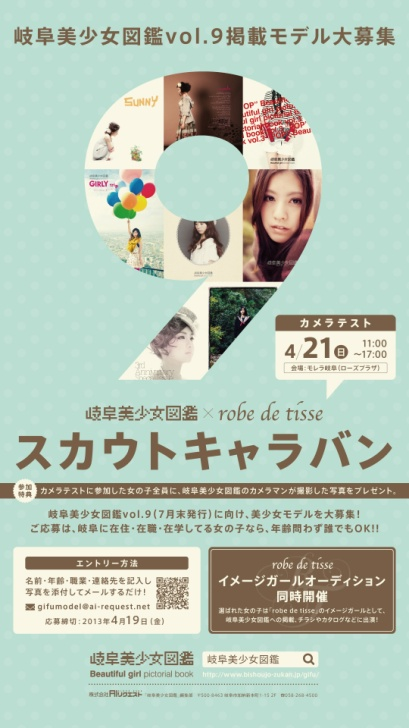 岐阜美少女図鑑vol.9掲載モデル大募集
SUNNY
GIRLY
カメラテスト
4/21日 11:00
〜17:00
会場:モレラ岐阜(ローズプラザ)
岐阜美少女図鑑×robe de tisse
スカウトキャラバン
参加
特典
カメラテストに参加した女の子全員に、岐阜美少女図鑑のカメラマンが撮影した写真をプレゼント。
岐阜美少女図鑑vol.9(7月末発行)に向け、美少女モデルを大募集!
ご応募は、岐阜に在住・在職・在学してる女の子なら、年齢問わず誰でもOK!!
エントリー方法
名前・年齢・職業・連絡先を記入し
写真を添付してメールするだけ!
gifumodel@ai-request.net
応募締切:2013年4月19日(金)
robe de tisse
イメージガールオーディション
同時開催
選ばれた女の子は「robe de tisse」のイメージガールとして、
岐阜美少女図鑑への掲載、チラシやカタログなどに出演!
岐阜美少女図鑑
Beautiful girl pictorial book
岐阜美少女図鑑